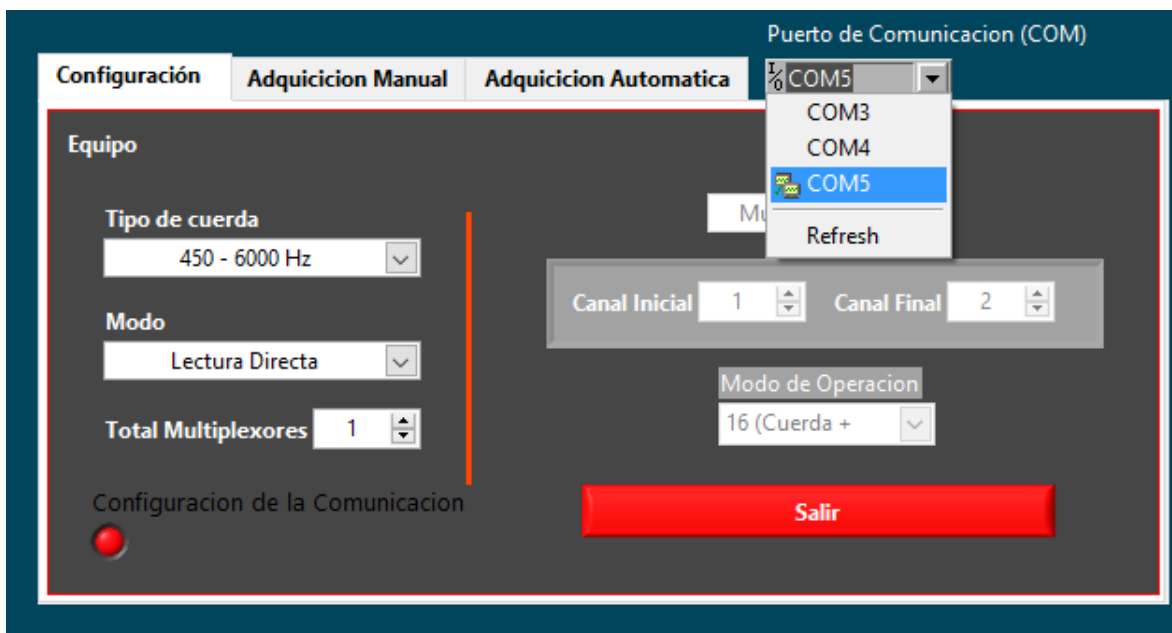 Puerto de Comunicacion (COM)
Configuración Adquicicion Manual Adquicicion Automatica COM5
COM3
COM4
COM5
Refresh
Equipo
Tipo de cuerda
450 - 6000 Hz
Canal Inicial 1 Canal Final 2
Modo
Lectura Directa
Modo de Operacion
16 (Cuerda +
Total Multiplexores 1
Configuracion de la Comunicacion
Salir